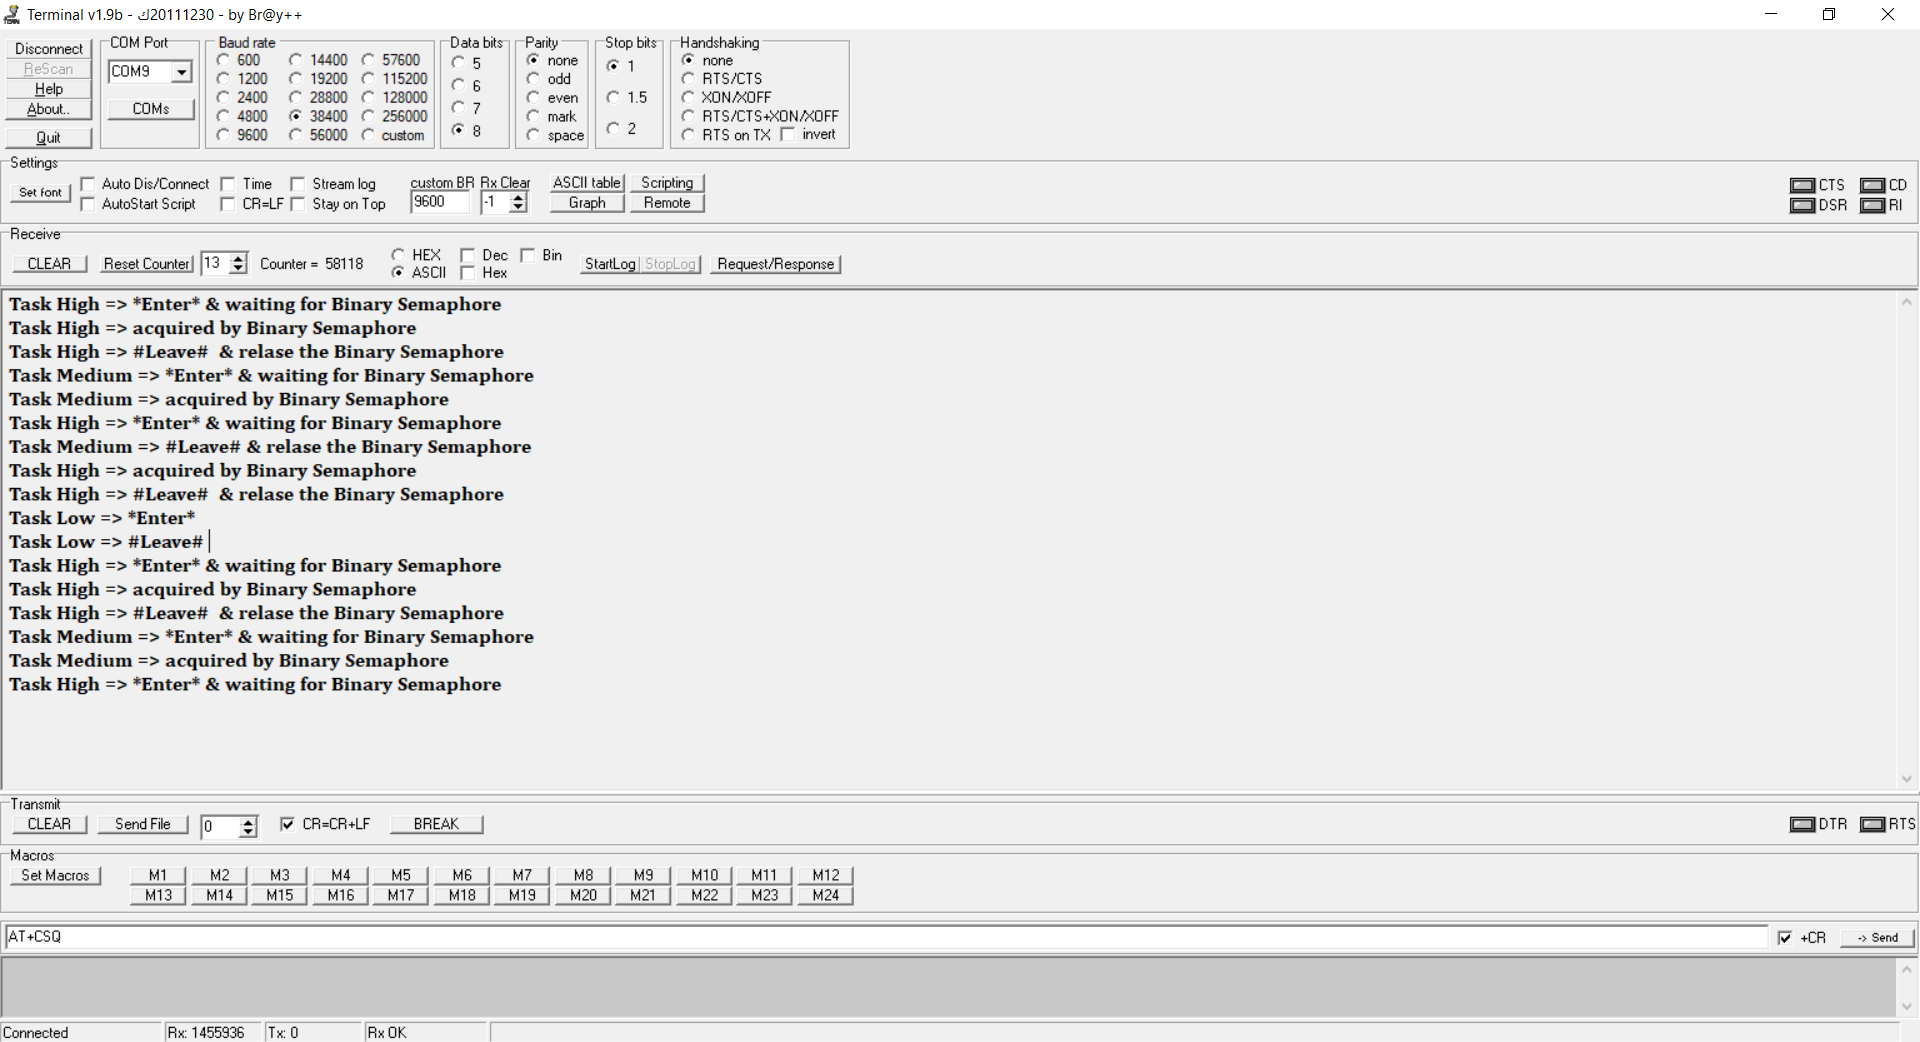 Terminal v1.9b - ك20111230 - by Br@y++
Disconnect
ReScan
Help
About..
Quit
COM Port
COM9
COMs
Baud rate
600 14400 57600
1200 19200 115200
2400 28800 128000
4800 38400 256000
9600 56000 custom
Data bits
5
6
7
8
Parity
none
odd
even
mark
space
Stop bits
1
1.5
2
Handshaking
none
RTS/CTS
XON/XOFF
RTS/CTS+XON/XOFF
RTS on TX invert
Settings
Set font
Auto Dis/Connect Time Stream log
AutoStart Script CR=LF Stay on Top
custom BR Rx Clear
9600 -1
ASCII table Scripting
Graph Remote
CTS CD
DSR RI
Receive
CLEAR Reset Counter 13 Counter = 58118
HEX Dec Bin
ASCII Hex
StartLog StopLog Request/Response
Task High => *Enter* & waiting for Binary Semaphore
Task High => acquired by Binary Semaphore
Task High => #Leave#  & relase the Binary Semaphore
Task Medium => *Enter* & waiting for Binary Semaphore
Task Medium => acquired by Binary Semaphore
Task High => *Enter* & waiting for Binary Semaphore
Task Medium => #Leave# & relase the Binary Semaphore
Task High => acquired by Binary Semaphore
Task High => #Leave#  & relase the Binary Semaphore
Task Low => *Enter*
Task Low => #Leave#
Task High => *Enter* & waiting for Binary Semaphore
Task High => acquired by Binary Semaphore
Task High => #Leave#  & relase the Binary Semaphore
Task Medium => *Enter* & waiting for Binary Semaphore
Task Medium => acquired by Binary Semaphore
Task High => *Enter* & waiting for Binary Semaphore
Transmit
CLEAR Send File 0 CR=CR+LF BREAK
DTR RTS
Macros
Set Macros
M1 M2 M3 M4 M5 M6 M7 M8 M9 M10 M11 M12
M13 M14 M15 M16 M17 M18 M19 M20 M21 M22 M23 M24
AT+CSQ +CR -> Send
Connected Rx: 1455936 Tx: 0 Rx OK